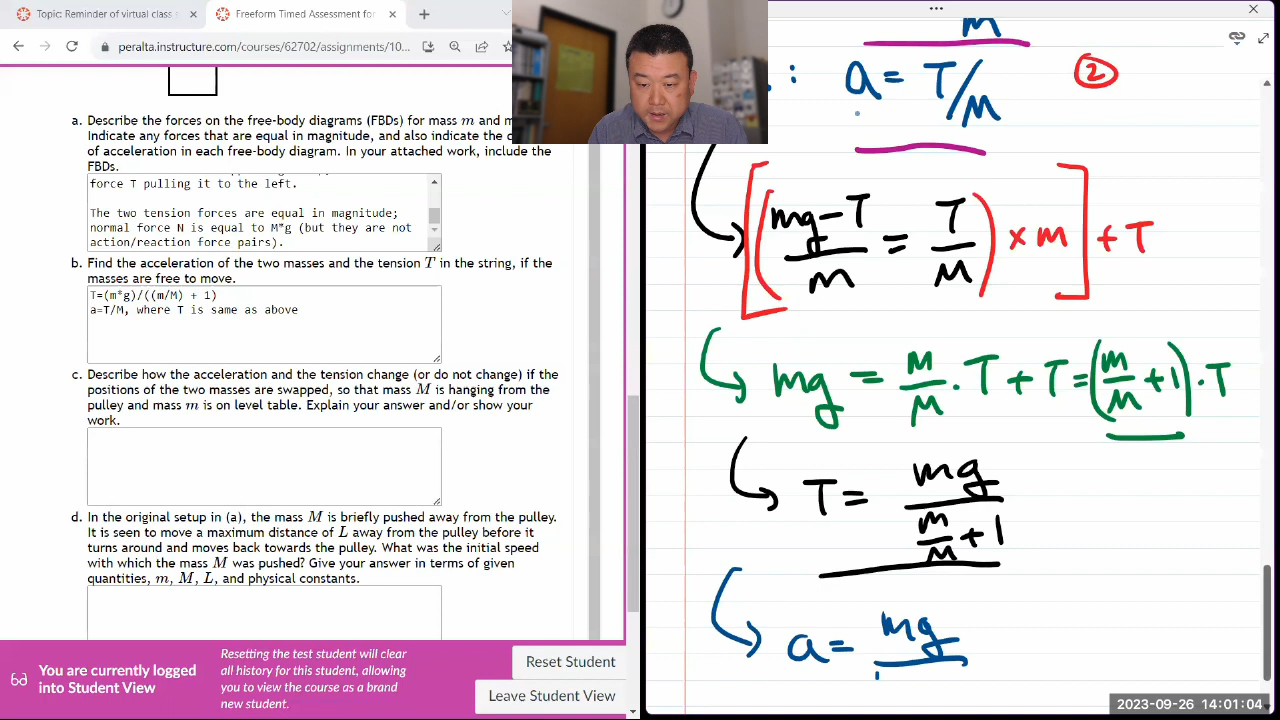 Topic: Reminder of virtual class
Freeform Timed Assessment for
peralta.instructure.com/courses/
2702/assignments/10...
a. Describe the forces on the free-body diagrams (FBDs) for mass m and m
Indicate any forces that are equal in magnitude, and also indicate the
of acceleration in each free-body diagram. In your attached work, include the
FBDs.
force T pulling it to the left.
The two tension forces are equal in magnitude;
normal force N is equal to M*g (but they are not
action/reaction force pairs).
b. Find the acceleration of the two masses and the tension T in the string, if the
masses are free to move.
T=(m*g)/((m/M) + 1)
a=T/M, where T is same as above
c. Describe how the acceleration and the tension change (or do not change) if the
positions of the two masses are swapped, so that mass M is hanging from the
pulley and mass m is on level table. Explain your answer and/or show your
work.
d. In the original setup in (a), the mass M is briefly pushed away from the pulley.
It is seen to move a maximum distance of L away from the pulley before it
turns around and moves back towards the pulley. What was the initial speed
with which the mass M was pushed? Give your answer in terms of given
quantities, m, M, L, and physical constants.
You are currently logged
into Student View
Resetting the test student will clear
all history for this student, allowing
you to view the course as a brand
new student.
Reset Student
Leave Student View
M
: a = T/M ②
[((mg-T)/m = T/M) × m] + T
mg = m/M · T + T = (m/M + 1) · T
T = mg/(m/M + 1)
a = mg
2023-09-26 14:01:04